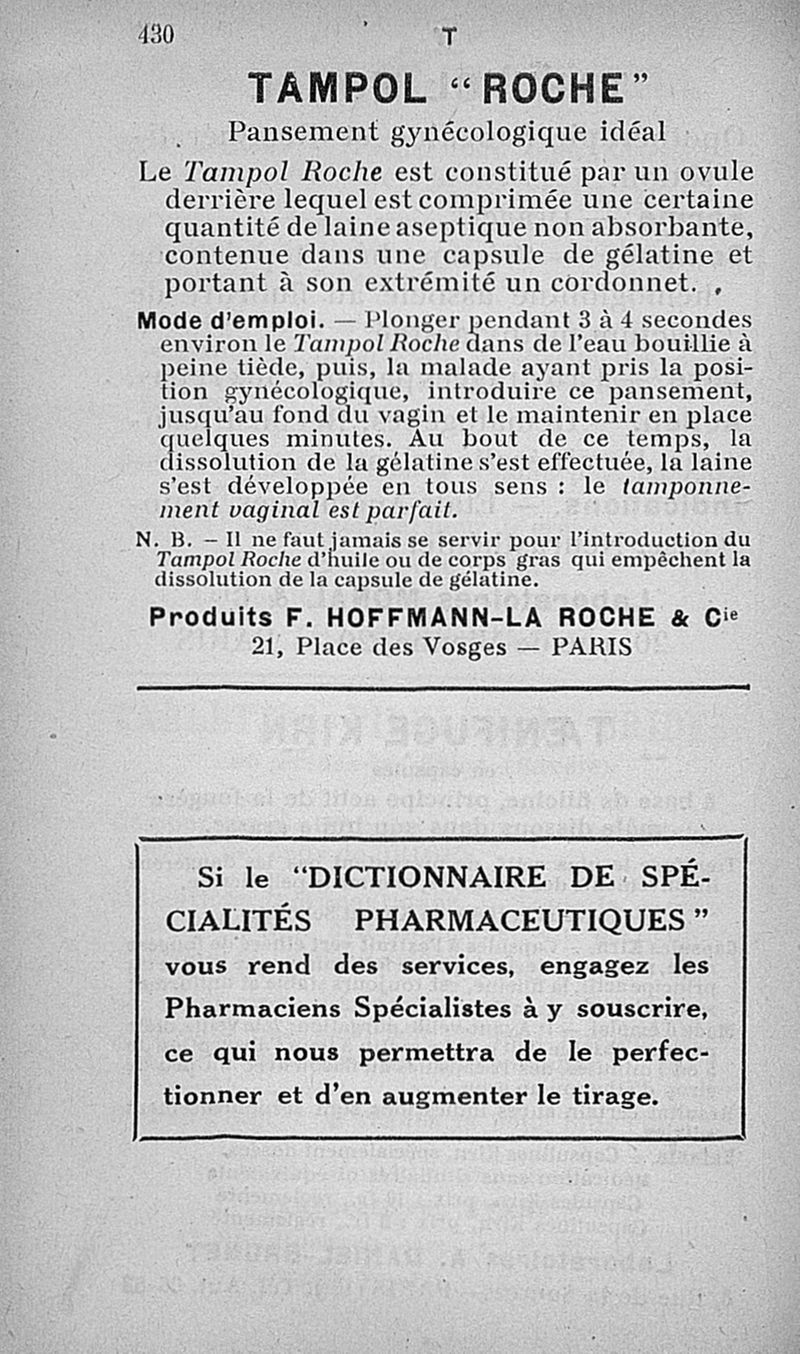 430
T
TAMPOL “ROCHE”
Pansement gynécologique idéal
Le Tampol Roche est constitué par un ovule
derrière lequel est comprimée une certaine
quantité de laine aseptique non absorbante,
contenue dans une capsule de gélatine et
portant à son extrémité un cordonnet.
Mode d'emploi. — Plonger pendant 3 à 4 secondes
environ le Tampol Roche dans de l'eau bouillie à
peine tiède, puis, la malade ayant pris la posi-
tion gynécologique, introduire ce pansement,
jusqu'au fond du vagin et le maintenir en place
quelques minutes. Au bout de ce temps, la
dissolution de la gélatine s'est effectuée, la laine
s'est développée en tous sens : le tamponne-
ment vaginal est parfait.
N. B. — Il ne faut jamais se servir pour l'introduction du
Tampol Roche d'huile ou de corps gras qui empêchent la
dissolution de la capsule de gélatine.
Produits F. HOFFMANN-LA ROCHE & Cie
21, Place des Vosges — PARIS
Si le “DICTIONNAIRE DE SPÉ-
CIALITÉS PHARMACEUTIQUES”
vous rend des services, engagez les
Pharmaciens Spécialistes à y souscrire,
ce qui nous permettra de le perfec-
tionner et d'en augmenter le tirage.